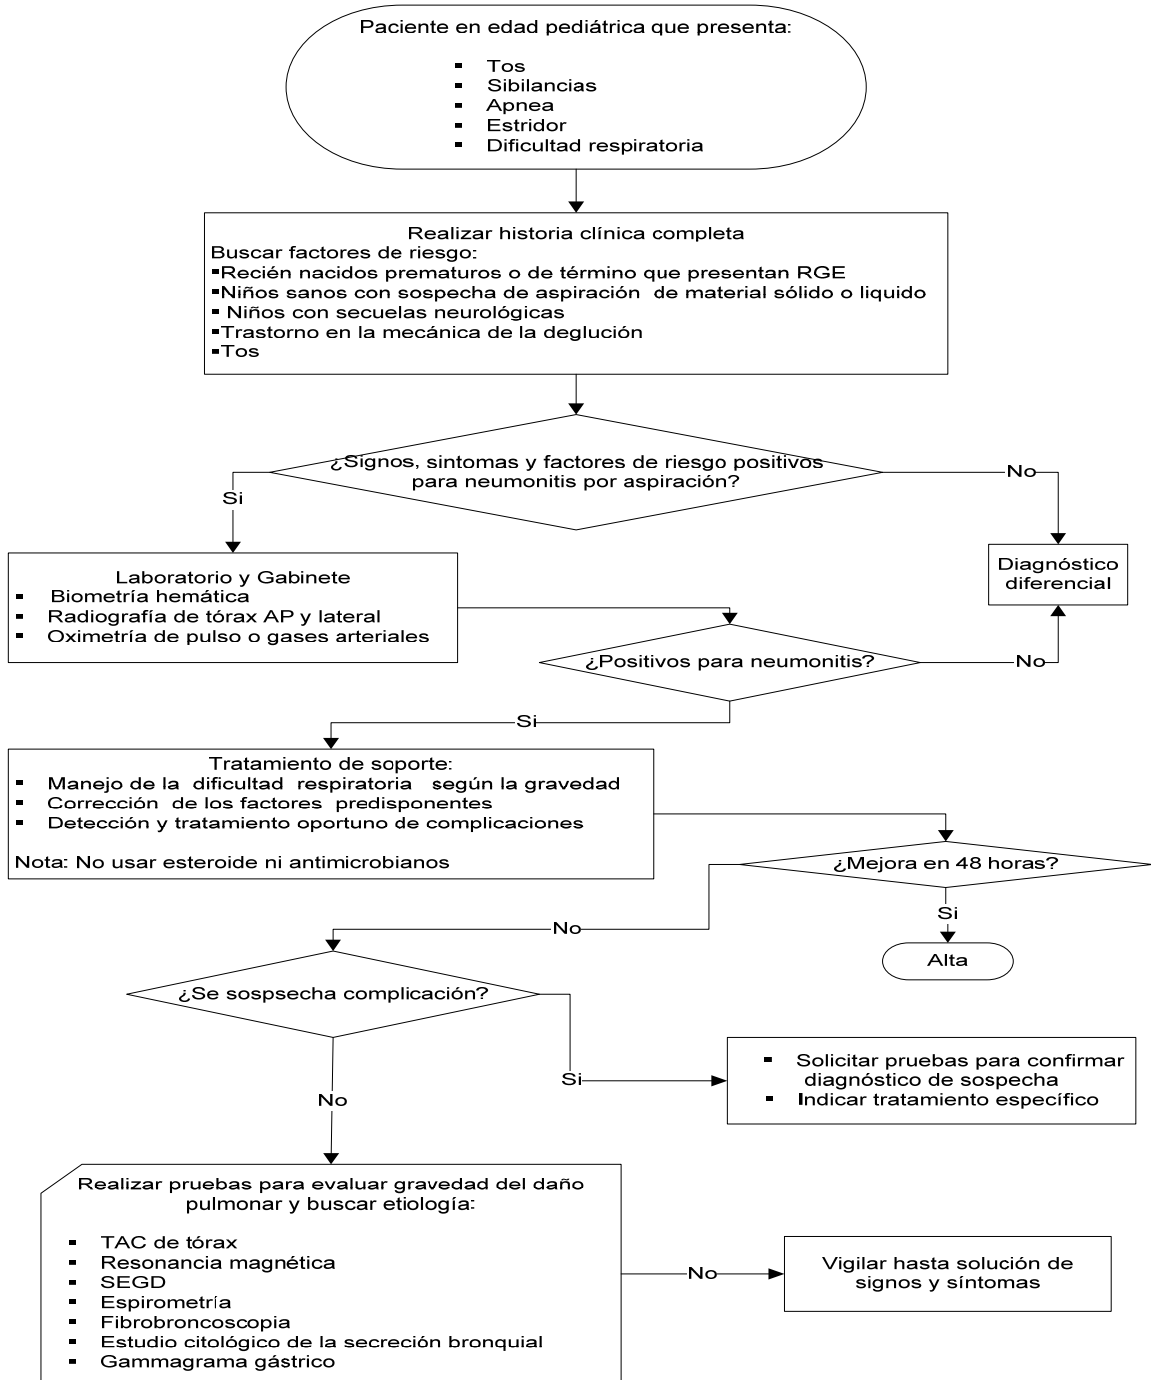 Paciente en edad pediátrica que presenta:
▪ Tos
▪ Sibilancias
▪ Apnea
▪ Estridor
▪ Dificultad respiratoria
Realizar historia clínica completa
Buscar factores de riesgo:
▪Recién nacidos prematuros o de término que presentan RGE
▪Niños sanos con sospecha de aspiración de material sólido o liquido
▪ Niños con secuelas neurológicas
▪Trastorno en la mecánica de la deglución
▪Tos
¿Signos, sintomas y factores de riesgo positivos
para neumonitis por aspiración?
No
Si
Diagnóstico
diferencial
Laboratorio y Gabinete
▪ Biometría hemática
▪ Radiografía de tórax AP y lateral
▪ Oximetría de pulso o gases arteriales
¿Positivos para neumonitis?
No
Si
Tratamiento de soporte:
▪ Manejo de la dificultad respiratoria según la gravedad
▪ Corrección de los factores predisponentes
▪ Detección y tratamiento oportuno de complicaciones
Nota: No usar esteroide ni antimicrobianos
¿Mejora en 48 horas?
Si
No
Alta
¿Se sospsecha complicación?
Si
▪ Solicitar pruebas para confirmar
diagnóstico de sospecha
▪ Indicar tratamiento específico
No
Realizar pruebas para evaluar gravedad del daño
pulmonar y buscar etiología:
▪ TAC de tórax
▪ Resonancia magnética
▪ SEGD
▪ Espirometría
▪ Fibrobroncoscopia
▪ Estudio citológico de la secreción bronquial
▪ Gammagrama gástrico
No
Vigilar hasta solución de
signos y síntomas